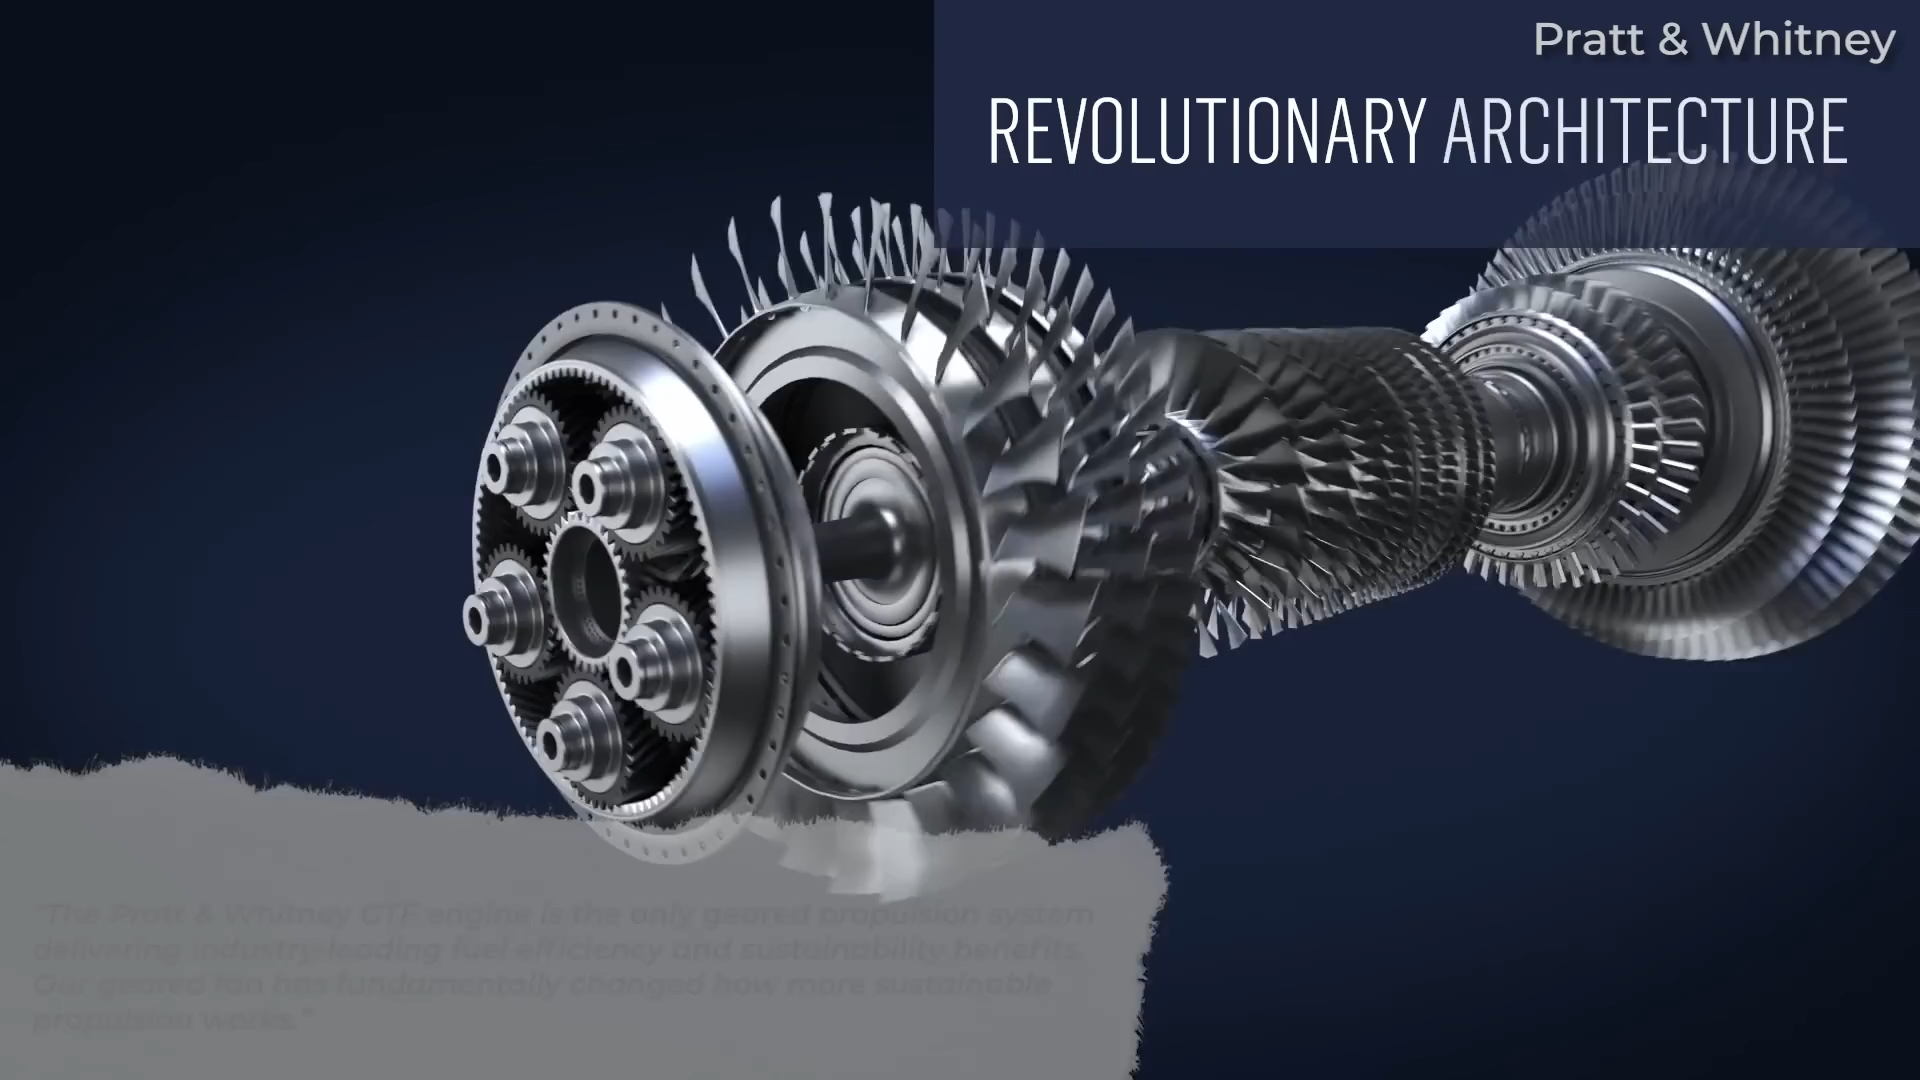 Pratt & Whitney
REVOLUTIONARY ARCHITECTURE
"The Pratt & Whitney GTF engine is the only geared propulsion system
delivering industry-leading fuel efficiency and sustainability benefits.
Our geared fan has fundamentally changed how more sustainable
propulsion works."